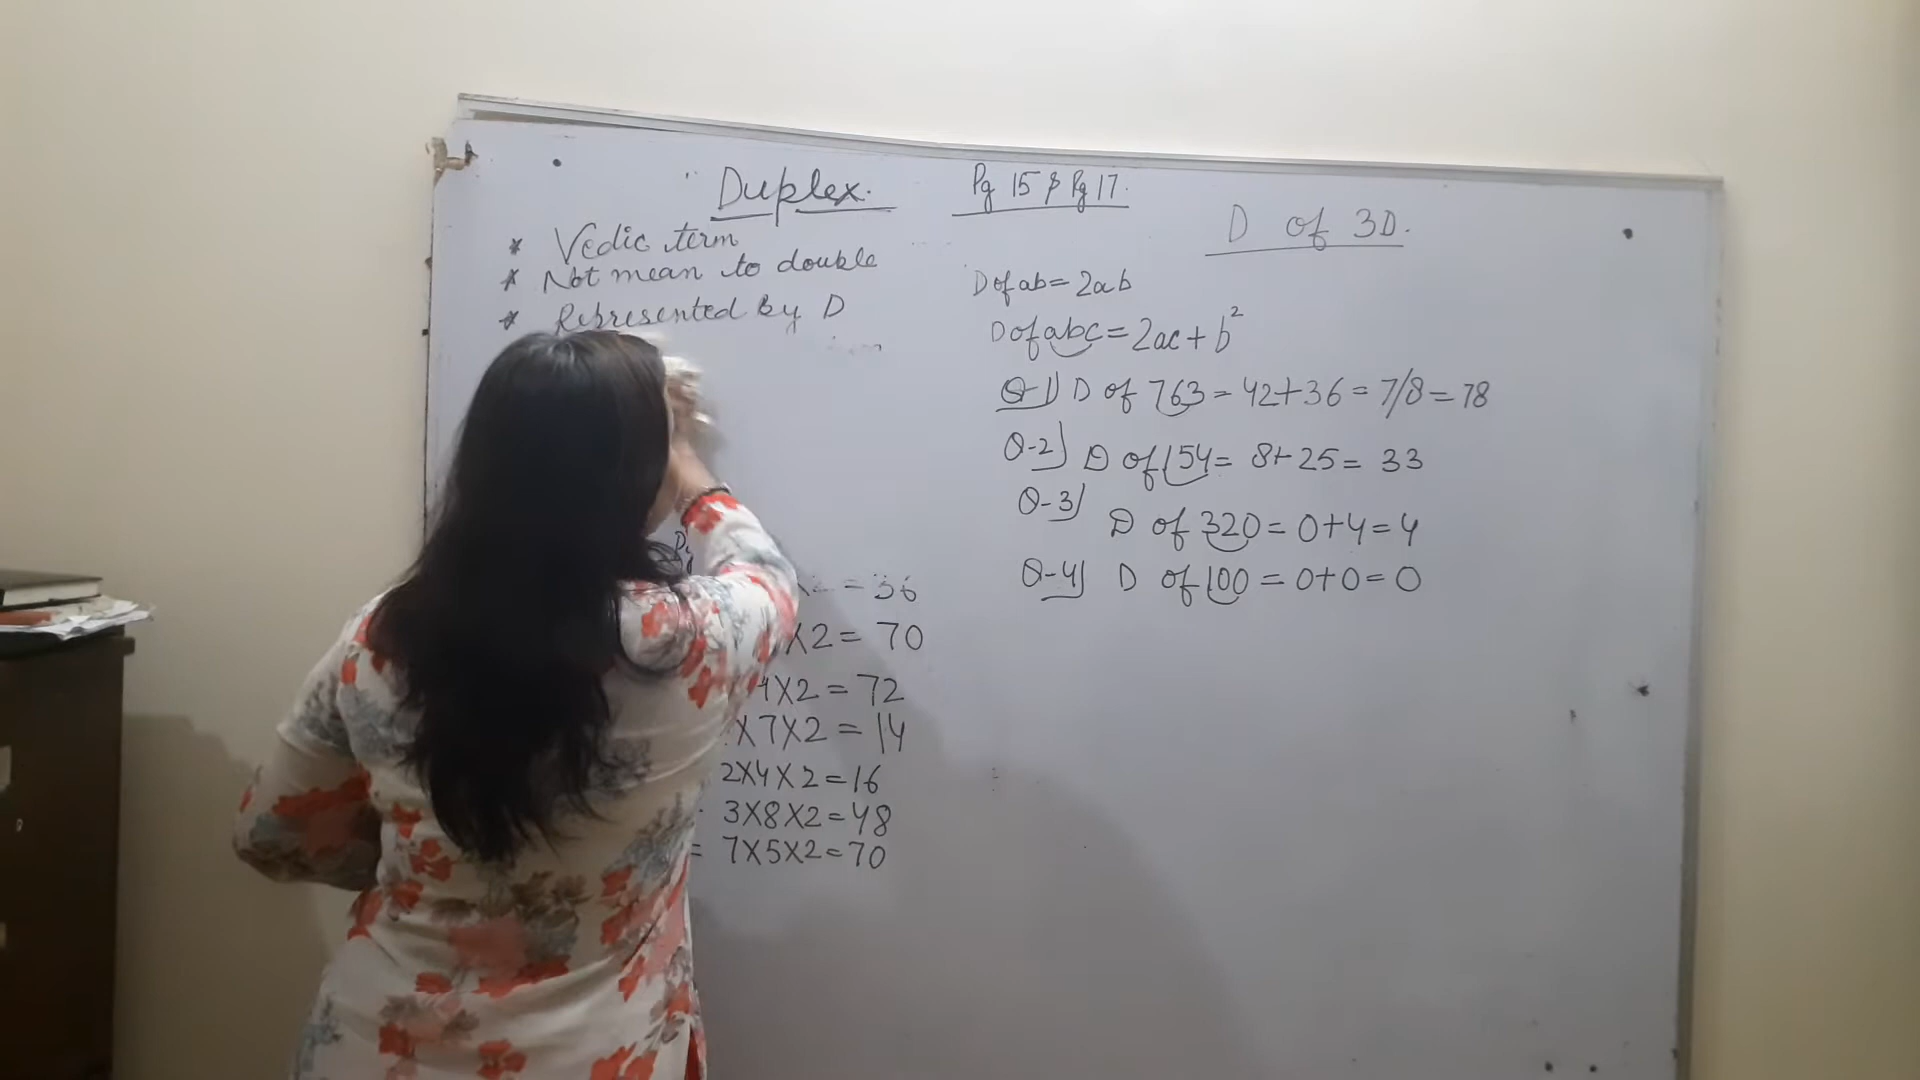 Duplex.
Pg 15 & Pg 17.
* Vedic term
* Not mean to double
* Represented by D
= 36
X2 = 70
4X2 = 72
X7X2 = 14
2X4X2=16
3X8X2=48
= 7X5X2=70
D of 3D.
D of ab = 2ab
D of abc = 2ac + b²
Q-1) D of 763 = 42+36 = 7/8 = 78
Q-2) D of 154 = 8+25 = 33
Q-3) D of 320 = 0+4 = 4
Q-4) D of 100 = 0+0 = 0